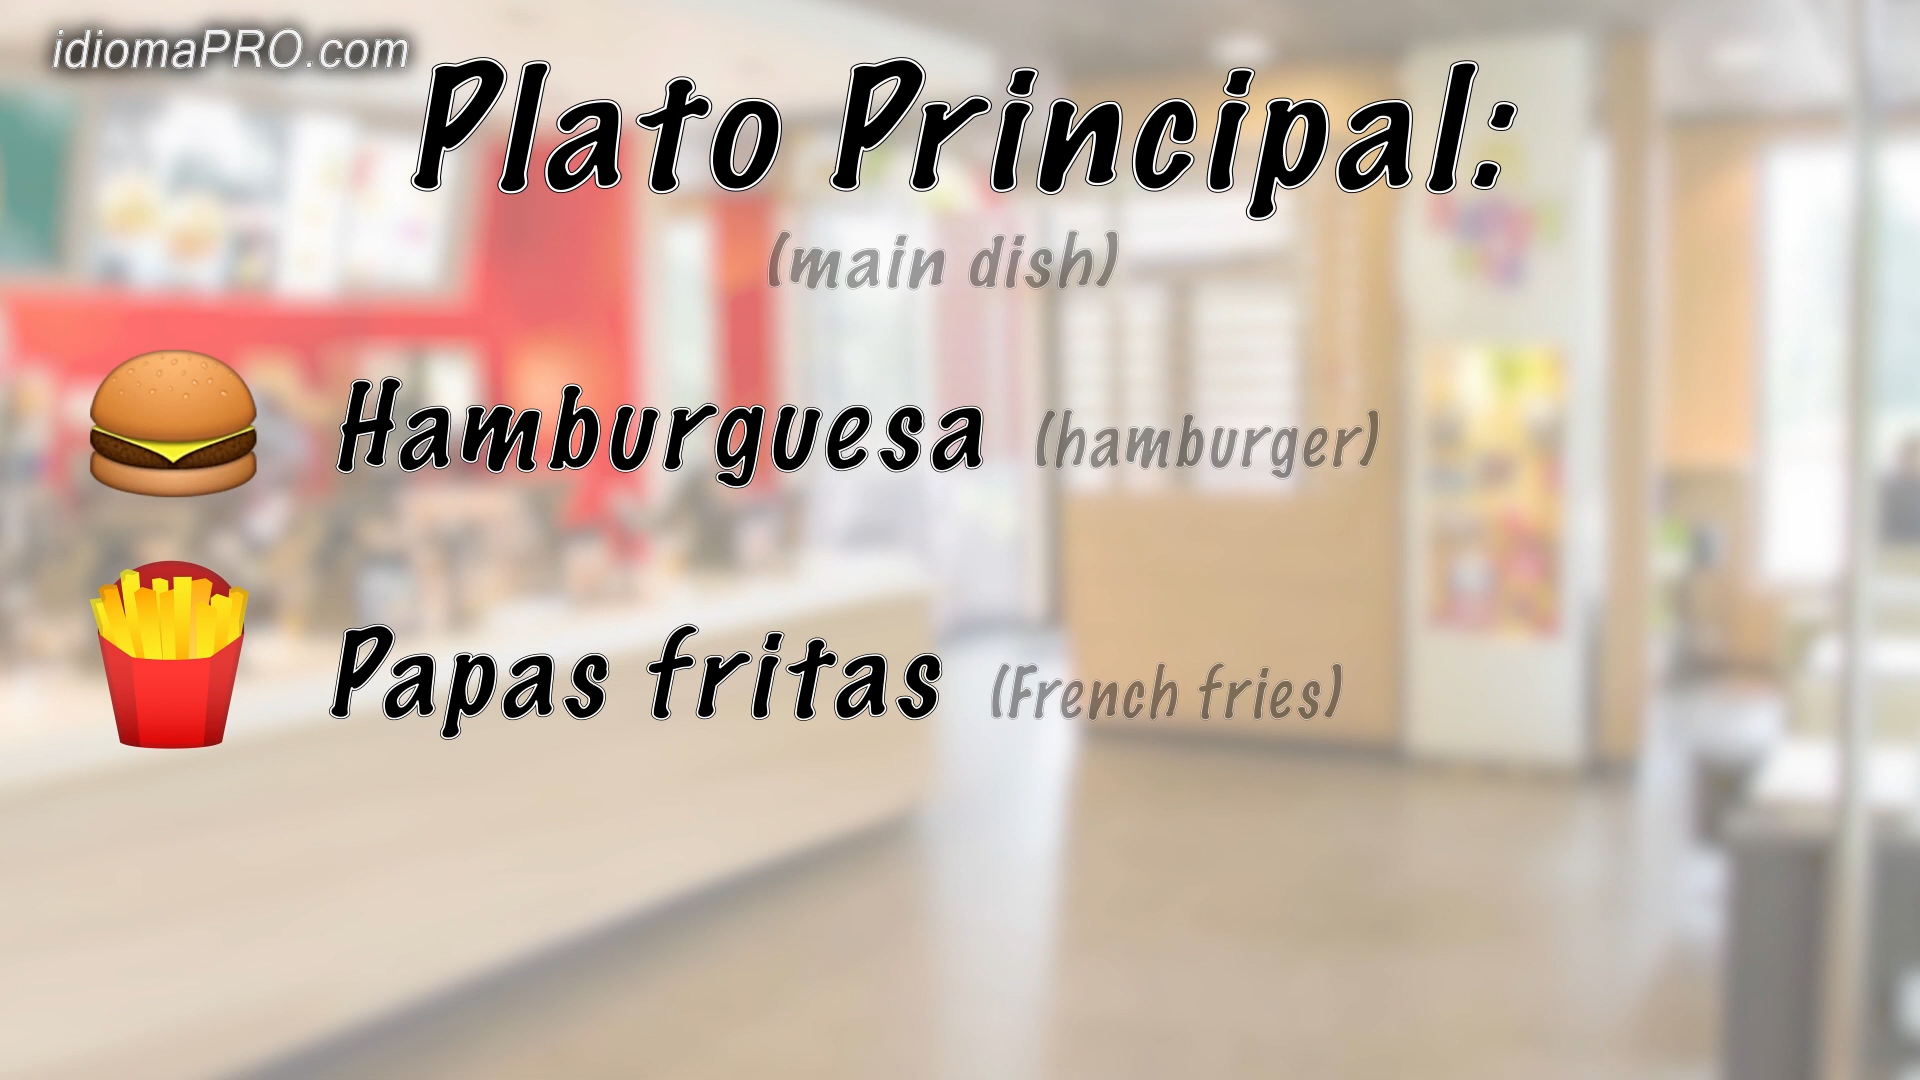 idiomaPRO.com
Plato Principal:
(main dish)
Hamburguesa (hamburger)
Papas fritas (French fries)